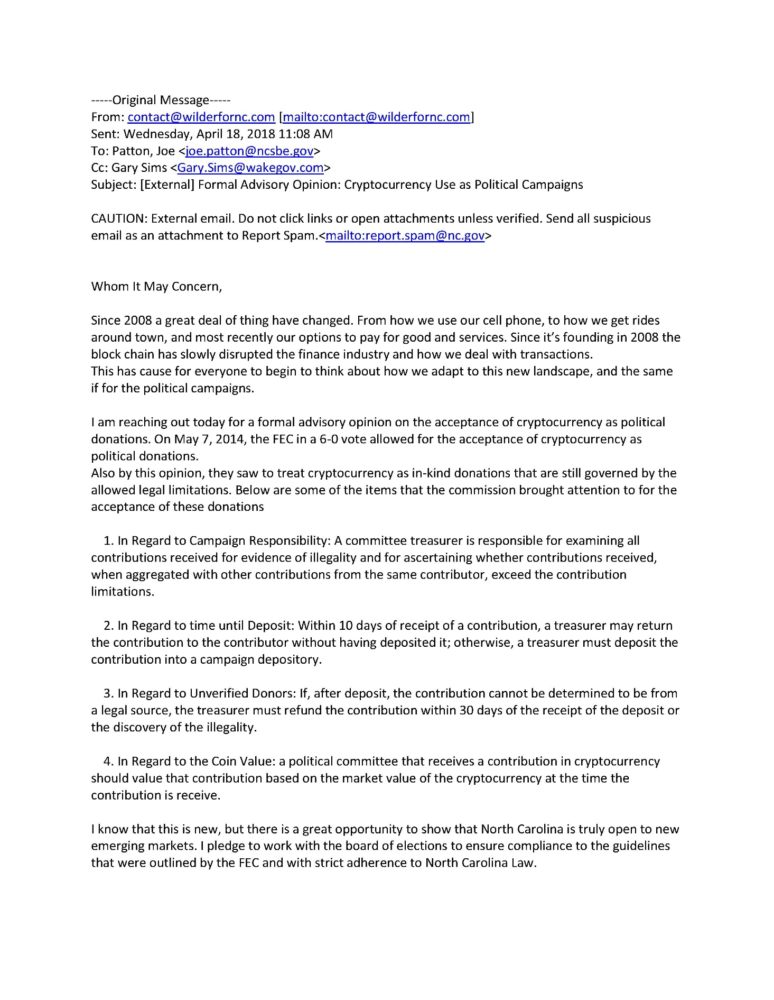 -----Original Message-----
From: contact@wilderfornc.com [mailto:contact@wilderfornc.com]
Sent: Wednesday, April 18, 2018 11:08 AM
To: Patton, Joe <joe.patton@ncsbe.gov>
Cc: Gary Sims <Gary.Sims@wakegov.com>
Subject: [External] Formal Advisory Opinion: Cryptocurrency Use as Political Campaigns
CAUTION: External email. Do not click links or open attachments unless verified. Send all suspicious
email as an attachment to Report Spam.<mailto:report.spam@nc.gov>
Whom It May Concern,
Since 2008 a great deal of thing have changed. From how we use our cell phone, to how we get rides
around town, and most recently our options to pay for good and services. Since it’s founding in 2008 the
block chain has slowly disrupted the finance industry and how we deal with transactions.
This has cause for everyone to begin to think about how we adapt to this new landscape, and the same
if for the political campaigns.
I am reaching out today for a formal advisory opinion on the acceptance of cryptocurrency as political
donations. On May 7, 2014, the FEC in a 6-0 vote allowed for the acceptance of cryptocurrency as
political donations.
Also by this opinion, they saw to treat cryptocurrency as in-kind donations that are still governed by the
allowed legal limitations. Below are some of the items that the commission brought attention to for the
acceptance of these donations
1. In Regard to Campaign Responsibility: A committee treasurer is responsible for examining all
contributions received for evidence of illegality and for ascertaining whether contributions received,
when aggregated with other contributions from the same contributor, exceed the contribution
limitations.
2. In Regard to time until Deposit: Within 10 days of receipt of a contribution, a treasurer may return
the contribution to the contributor without having deposited it; otherwise, a treasurer must deposit the
contribution into a campaign depository.
3. In Regard to Unverified Donors: If, after deposit, the contribution cannot be determined to be from
a legal source, the treasurer must refund the contribution within 30 days of the receipt of the deposit or
the discovery of the illegality.
4. In Regard to the Coin Value: a political committee that receives a contribution in cryptocurrency
should value that contribution based on the market value of the cryptocurrency at the time the
contribution is receive.
I know that this is new, but there is a great opportunity to show that North Carolina is truly open to new
emerging markets. I pledge to work with the board of elections to ensure compliance to the guidelines
that were outlined by the FEC and with strict adherence to North Carolina Law.